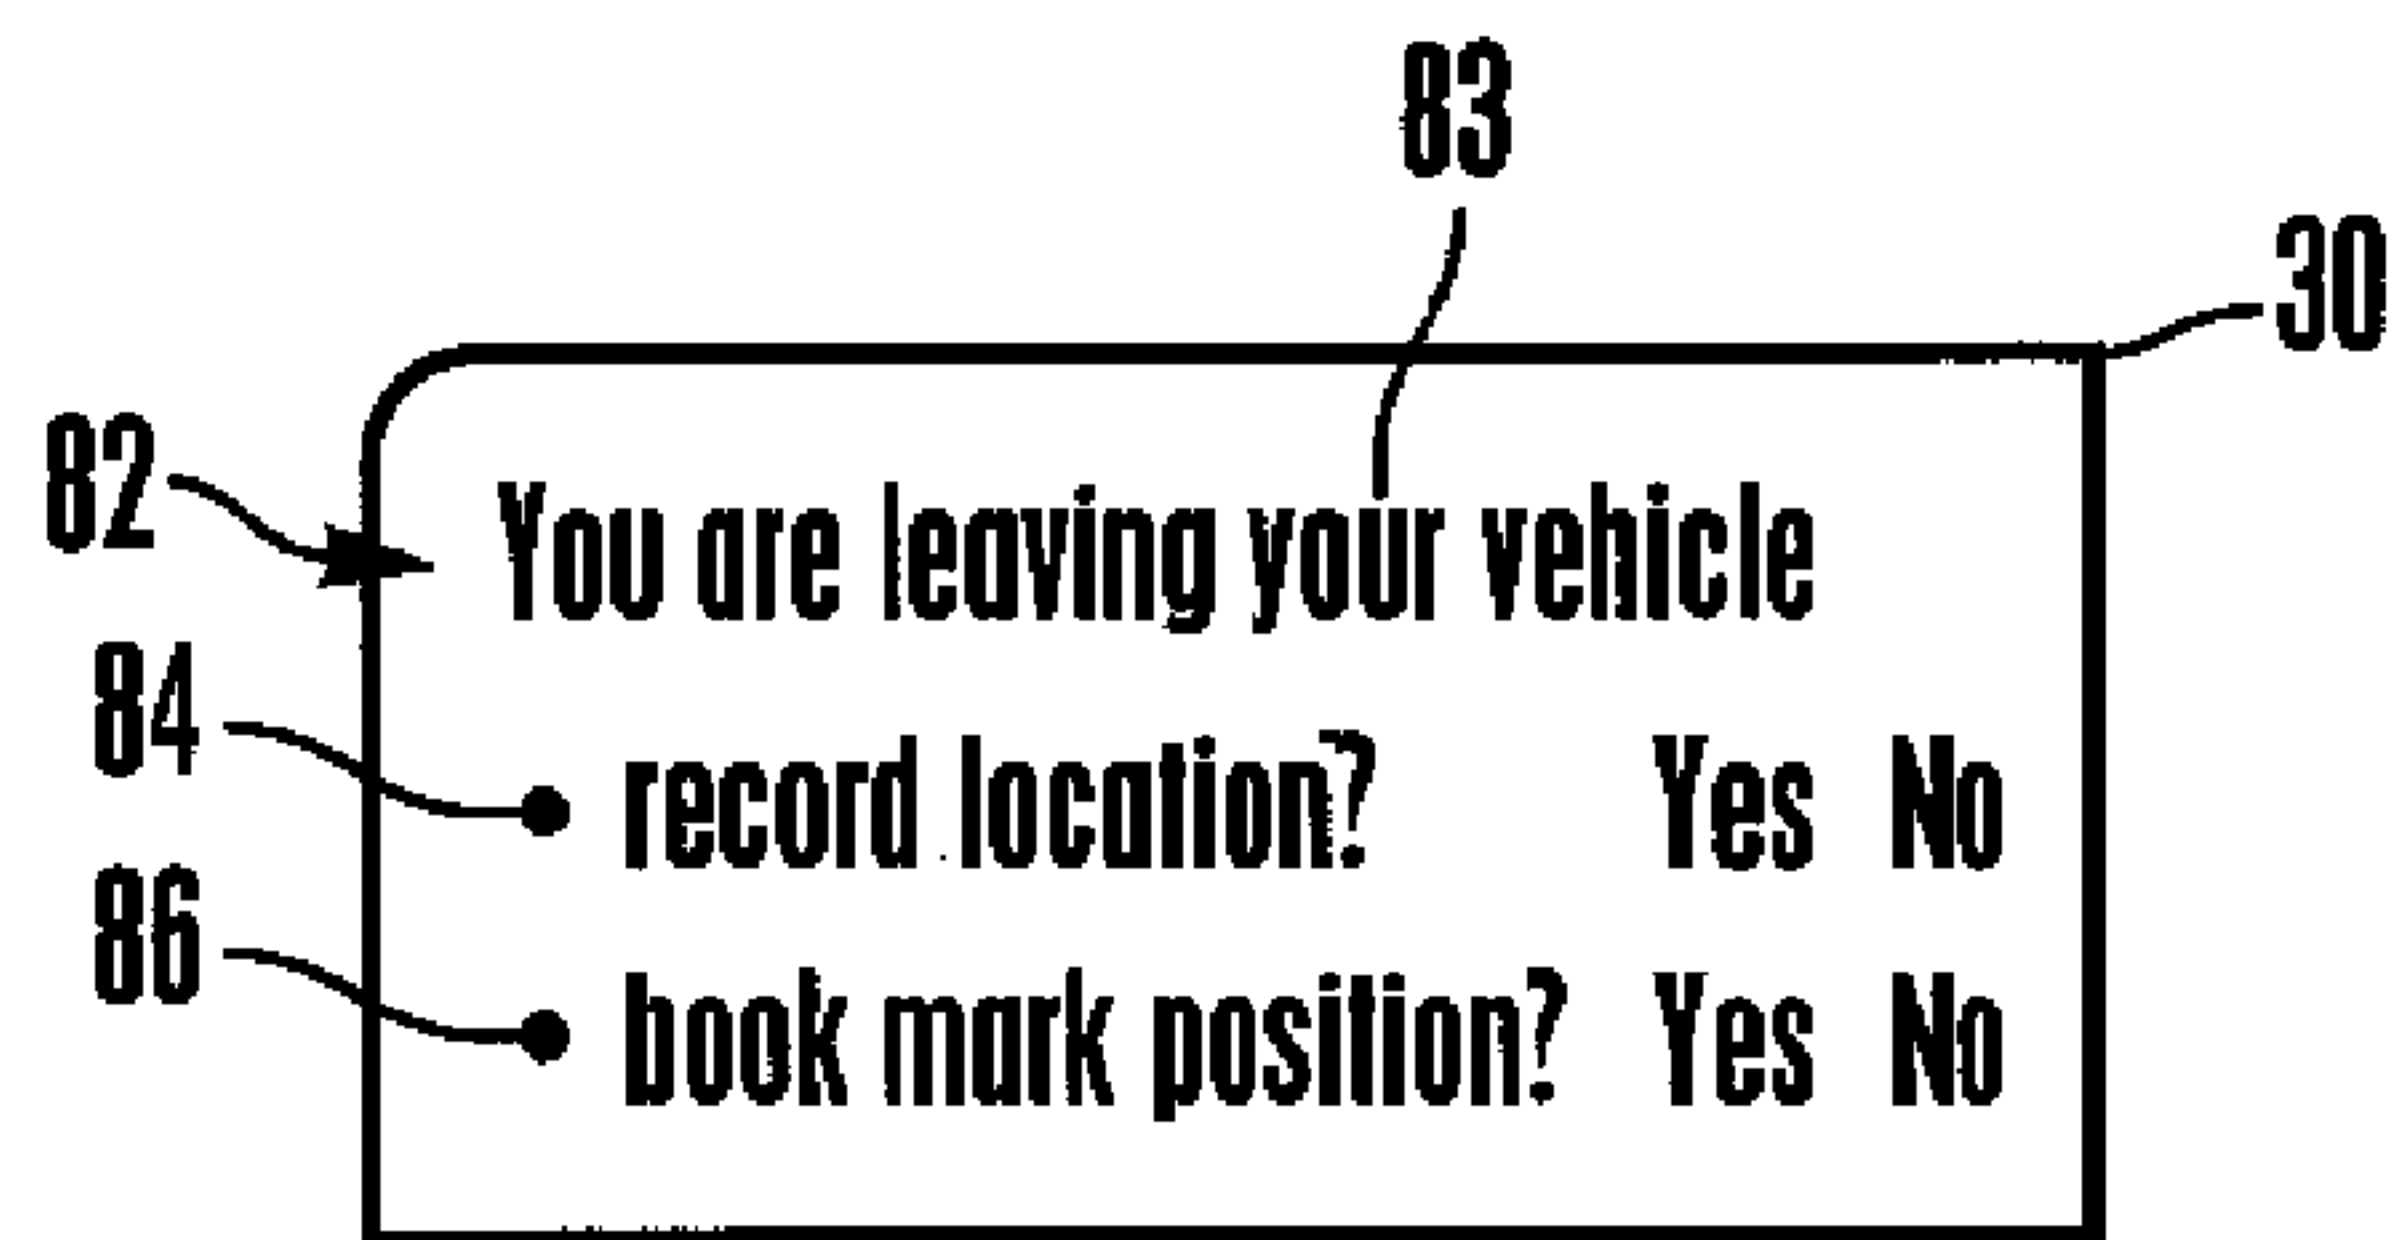 83
30
82
You are leaving your vehicle
84
record location? Yes No
86
book mark position? Yes No